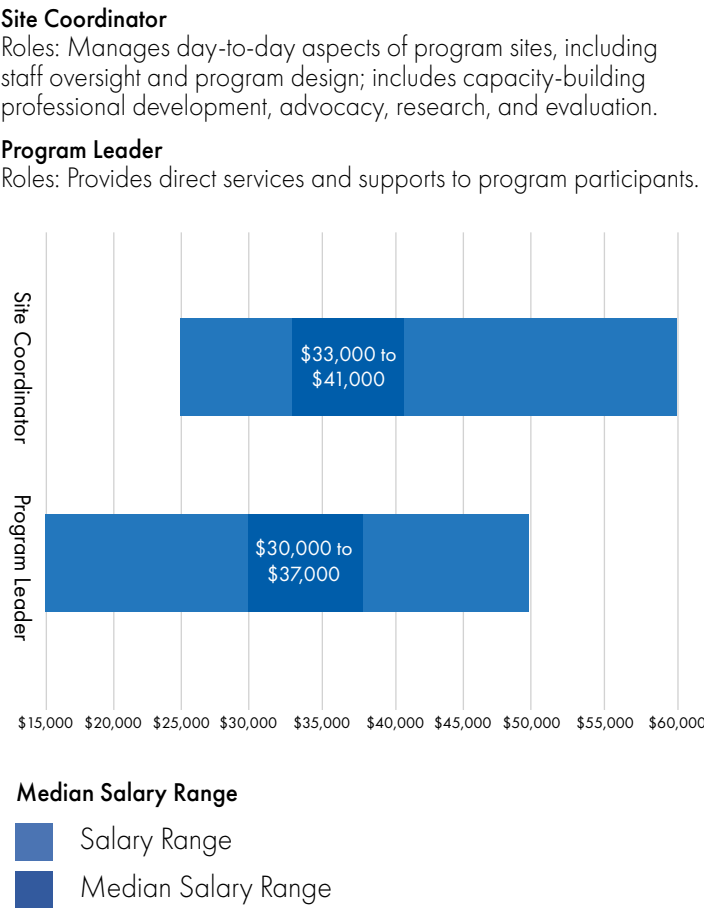 Site Coordinator
Roles: Manages day-to-day aspects of program sites, including
staff oversight and program design; includes capacity-building
professional development, advocacy, research, and evaluation.
Program Leader
Roles: Provides direct services and supports to program participants.
Site Coordinator
$33,000 to
$41,000
Program Leader
$30,000 to
$37,000
$15,000 $20,000 $25,000 $30,000 $35,000 $40,000 $45,000 $50,000 $55,000 $60,000
Median Salary Range
Salary Range
Median Salary Range